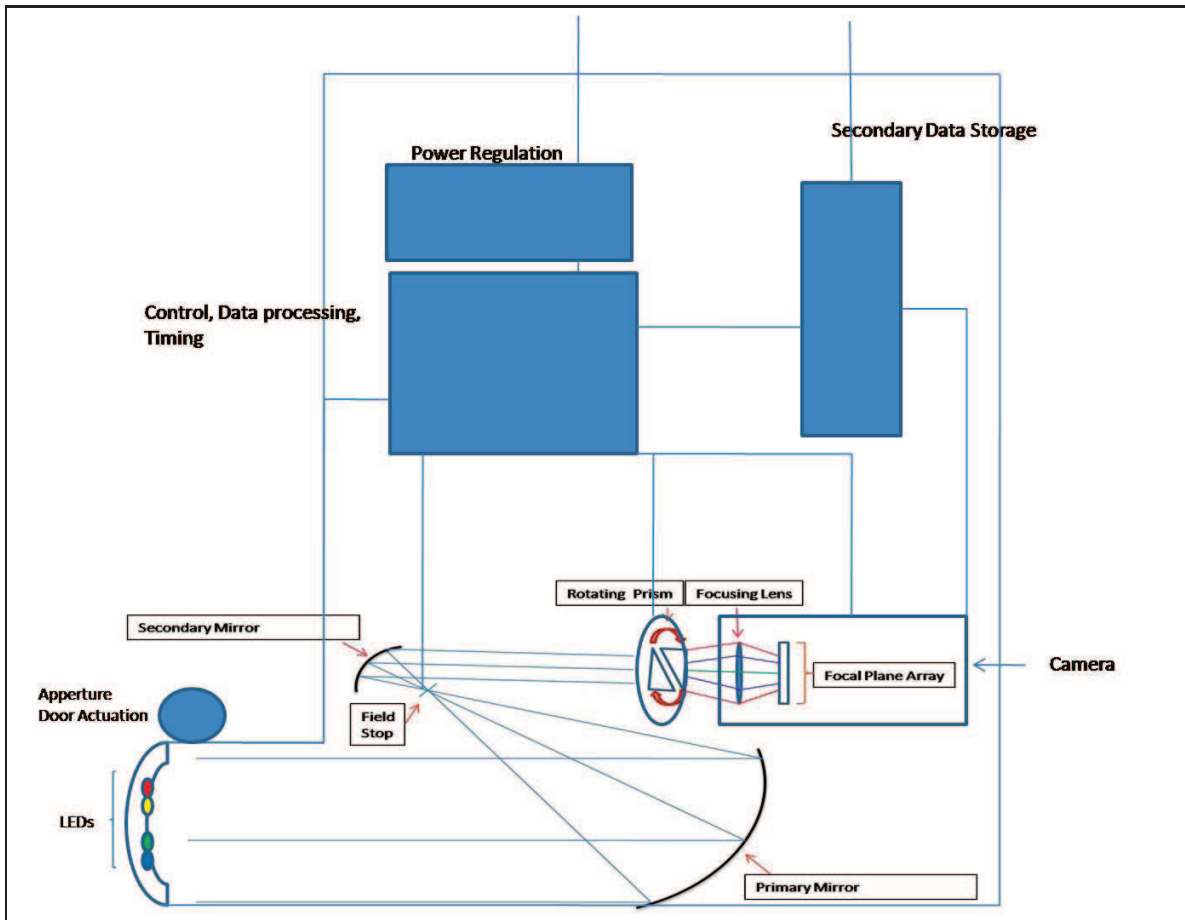 Secondary Data Storage
Power Regulation
Control, Data processing,
Timing
Rotating Prism
Focusing Lens
Secondary Mirror
Camera
Focal Plane Array
Apperture
Door Actuation
Field
Stop
LEDs
Primary Mirror